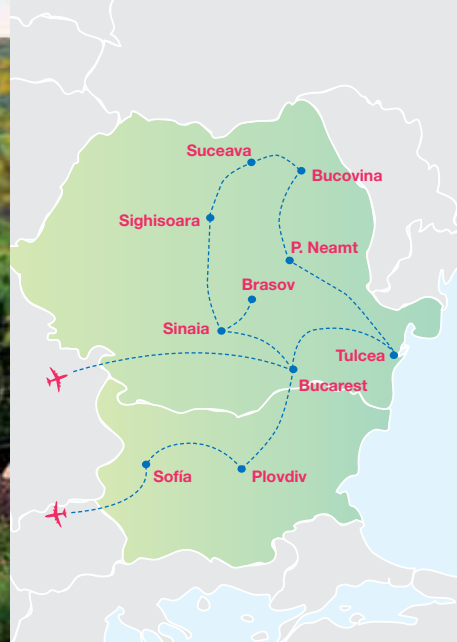 Suceava
Bucovina
Sighisoara
P. Neamt
Brasov
Sinaia
Tulcea
Bucarest
Sofía
Plovdiv